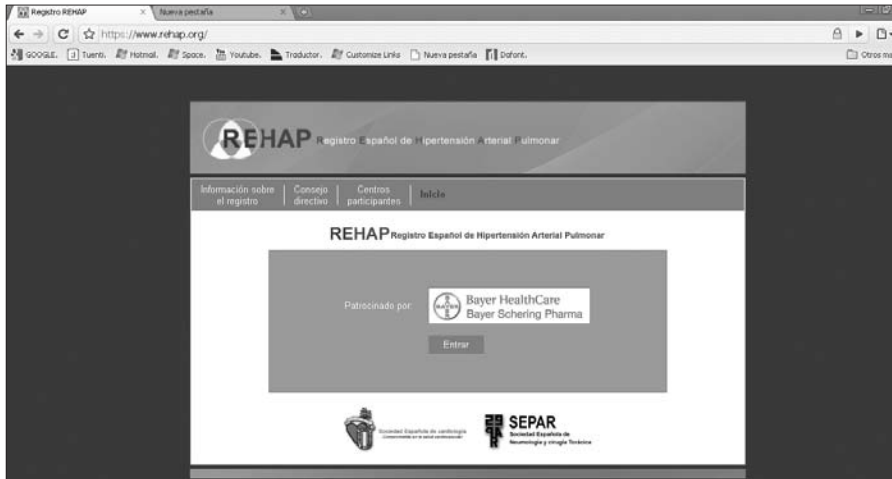 Registro REHAP
Nueva pestaña
https://www.rehap.org/
GOOGLE. Tuenti. Hotmail. Space. Youtube. Traductor. Customize Links Nueva pestaña Dafont. Otros ma
REHAP Registro Español de Hipertensión Arterial Pulmonar
Información sobre el registro
Consejo directivo
Centros participantes
Inicio
REHAP Registro Español de Hipertensión Arterial Pulmonar
Patrocinado por:
BAYER
Bayer HealthCare
Bayer Schering Pharma
Entrar
Sociedad Española de cardiología
SEPAR
Sociedad Española de
Neumología y cirugía Torácica